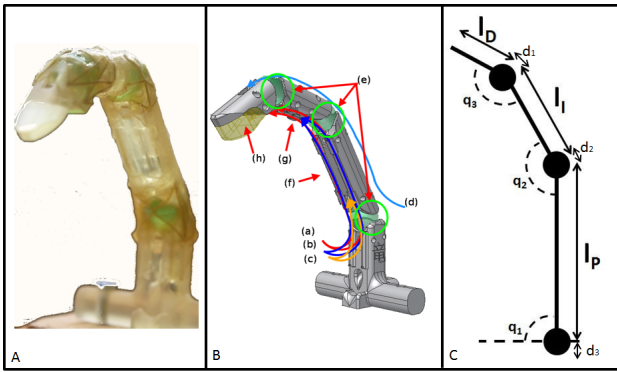 A
B
(a)
(b)
(c)
(d)
(e)
(f)
(g)
(h)
C
l_D
d₁
l_I
q₃
d₂
q₂
l_P
q₁
d₃